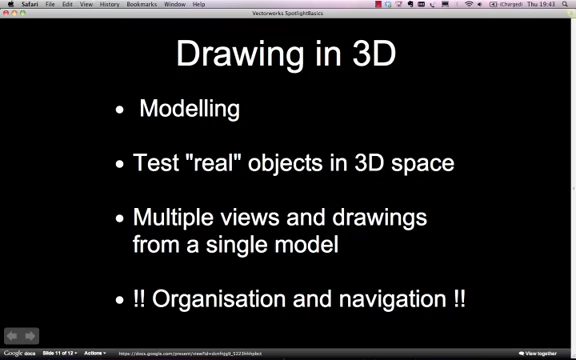 Safari File Edit View History Bookmarks Window Help (Charged) Thu 19:43
Vectorworks SpotlightBasics
Drawing in 3D
• Modelling
• Test "real" objects in 3D space
• Multiple views and drawings
from a single model
• !! Organisation and navigation !!
Google docs Slide 11 of 12 Actions View together